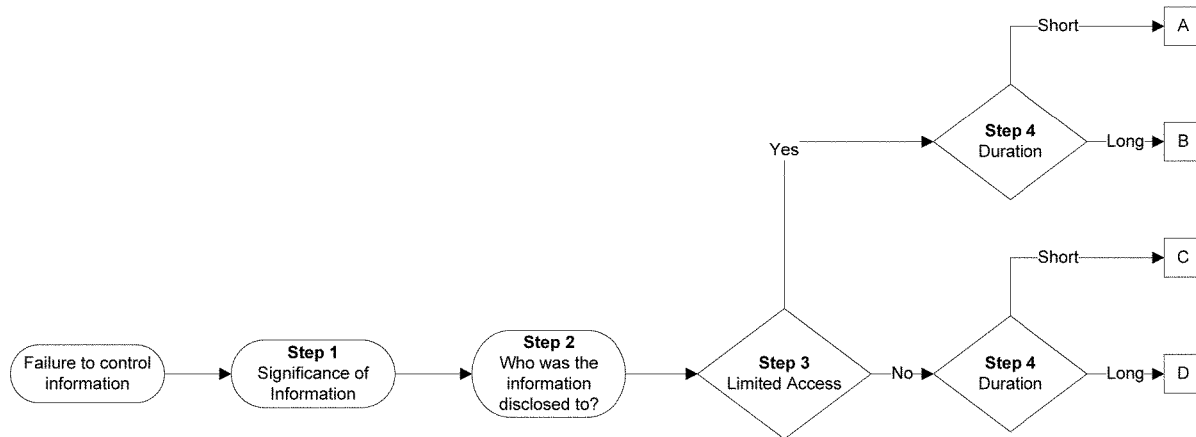 Short
A
Step 4
Duration
Long
B
Yes
Short
C
Failure to control
information
Step 1
Significance of
Information
Step 2
Who was the
information
disclosed to?
Step 3
Limited Access
No
Step 4
Duration
Long
D